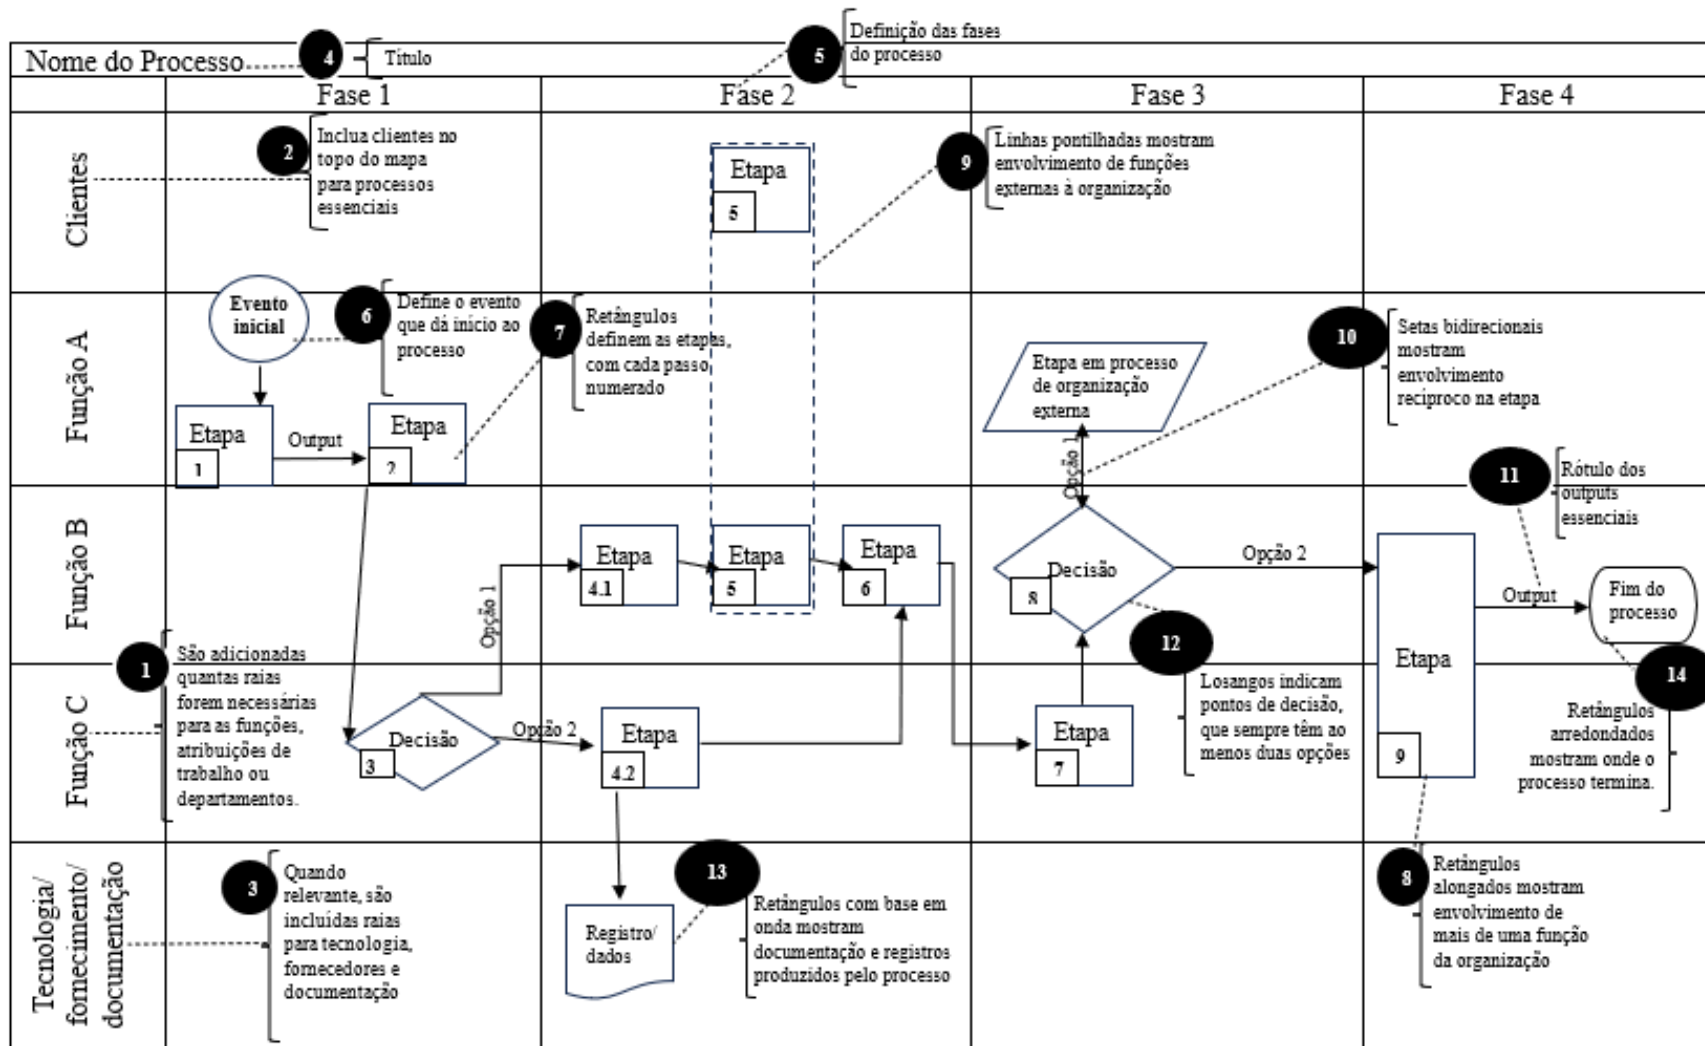 Nome do Processo
4
Título
5
Definição das fases
do processo
Fase 1
Fase 2
Fase 3
Fase 4
Clientes
2
Inclua clientes no
topo do mapa
para processos
essenciais
Etapa
5
9
Linhas pontilhadas mostram
envolvimento de funções
externas à organização
Função A
Evento
inicial
6
Define o evento
que dá início ao
processo
7
Retângulos
definem as etapas,
com cada passo
numerado
Etapa
1
Output
Etapa
2
Etapa em processo
de organização
externa
Opção 1
10
Setas bidirecionais
mostram
envolvimento
reciproco na etapa
11
Rótulo dos
outputs
essenciais
Função B
Opção 1
Etapa
4.1
Etapa
5
Etapa
6
Decisão
8
Opção 2
Output
Fim do
processo
12
Losangos indicam
pontos de decisão,
que sempre têm ao
menos duas opções
14
Retângulos
arredondados
mostram onde o
processo termina.
Função C
1
São adicionadas
quantas raias
forem necessárias
para as funções,
atribuições de
trabalho ou
departamentos.
Decisão
3
Opção 2
Etapa
4.2
Etapa
7
Etapa
9
Tecnologia/
fornecimento/
documentação
3
Quando
relevante, são
incluídas raias
para tecnologia,
fornecedores e
documentação
Registro/
dados
13
Retângulos com base em
onda mostram
documentação e registros
produzidos pelo processo
8
Retângulos
alongados mostram
envolvimento de
mais de uma função
da organização